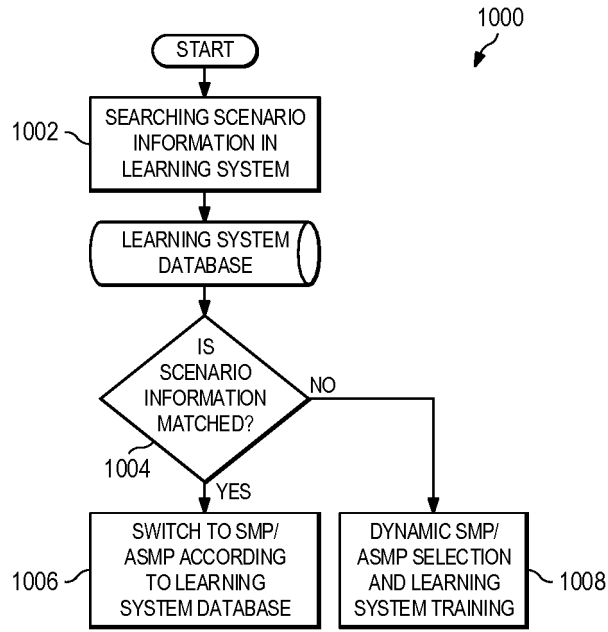 1000
START
1002
SEARCHING SCENARIO
INFORMATION IN
LEARNING SYSTEM
LEARNING SYSTEM
DATABASE
IS
SCENARIO
INFORMATION
MATCHED?
NO
1004
YES
1006
SWITCH TO SMP/
ASMP ACCORDING
TO LEARNING
SYSTEM DATABASE
DYNAMIC SMP/
ASMP SELECTION
AND LEARNING
SYSTEM TRAINING
1008